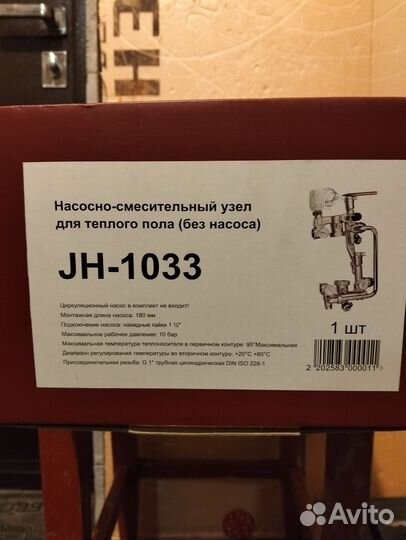 ЕН
Насосно-смесительный узел
для теплого пола (без насоса)
JH-1033
Циркуляционный насос в комплект не входит!
Монтажная длина насоса: 180 мм
Подключение насоса: накидные гайки 1 ½"
Максимальное рабочее давление: 10 бар
Максимальная температура теплоносителя в первичном контуре: 95°Максимальная
Диапазон регулирования температуры во вторичном контуре: +20°C +60°C
Присоединительная резьба: G 1" трубная цилиндрическая DIN ISO 228-1
1 шт
2 202583 000011 >
Avito